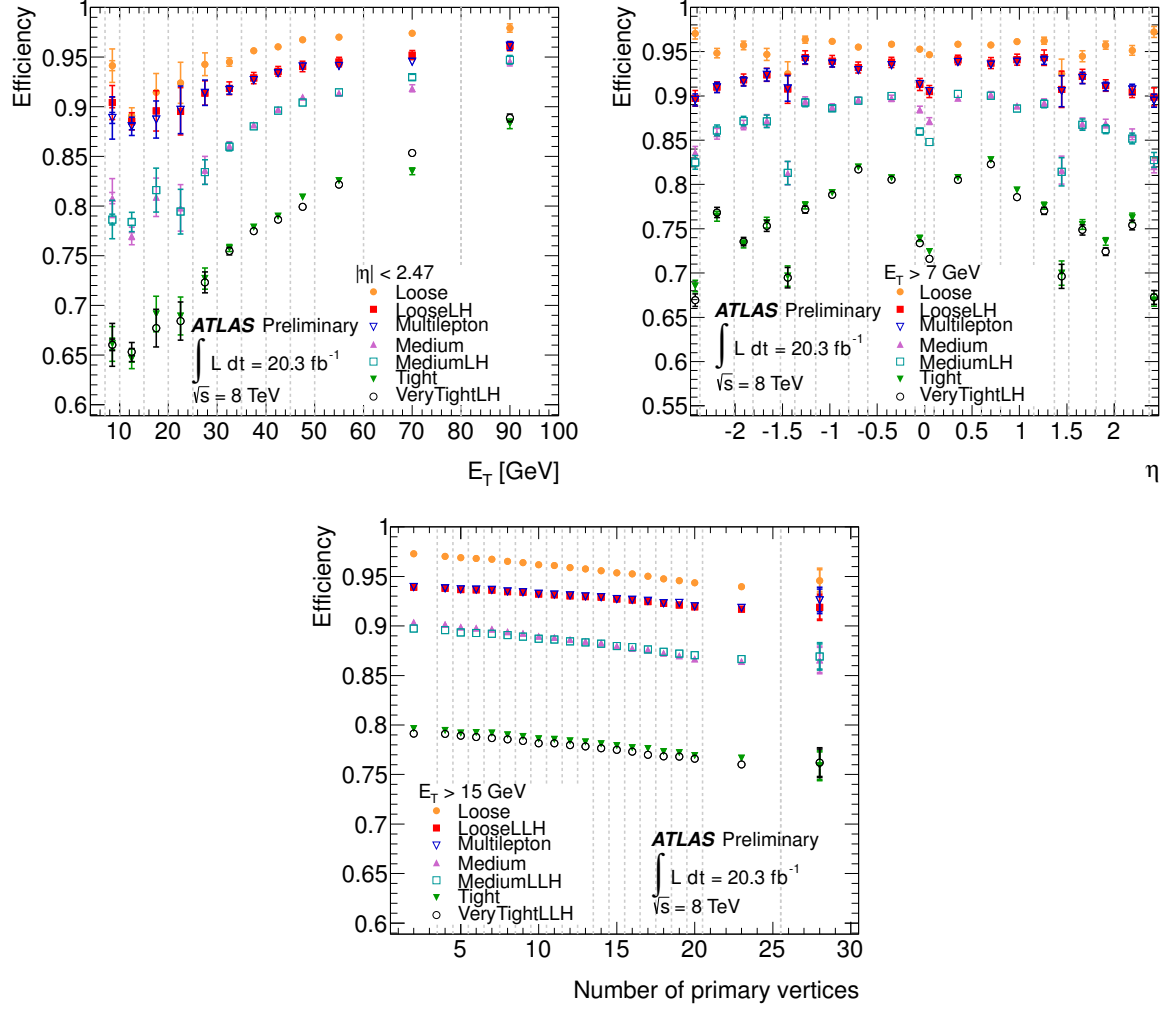 Efficiency
1
0.95
0.9
0.85
0.8
0.75
0.7
0.65
0.6
|η| < 2.47
Loose
LooseLH
Multilepton
Medium
MediumLH
Tight
VeryTightLH
ATLAS Preliminary
∫ L dt = 20.3 fb⁻¹
√s = 8 TeV
10 20 30 40 50 60 70 80 90 100
E_T [GeV]
Efficiency
1
0.95
0.9
0.85
0.8
0.75
0.7
0.65
0.6
0.55
E_T > 7 GeV
Loose
LooseLH
Multilepton
Medium
MediumLH
Tight
VeryTightLH
ATLAS Preliminary
∫ L dt = 20.3 fb⁻¹
√s = 8 TeV
-2 -1.5 -1 -0.5 0 0.5 1 1.5 2
η
Efficiency
1
0.95
0.9
0.85
0.8
0.75
0.7
0.65
0.6
E_T > 15 GeV
Loose
LooseLLH
Multilepton
Medium
MediumLLH
Tight
VeryTightLLH
ATLAS Preliminary
∫ L dt = 20.3 fb⁻¹
√s = 8 TeV
5 10 15 20 25 30
Number of primary vertices